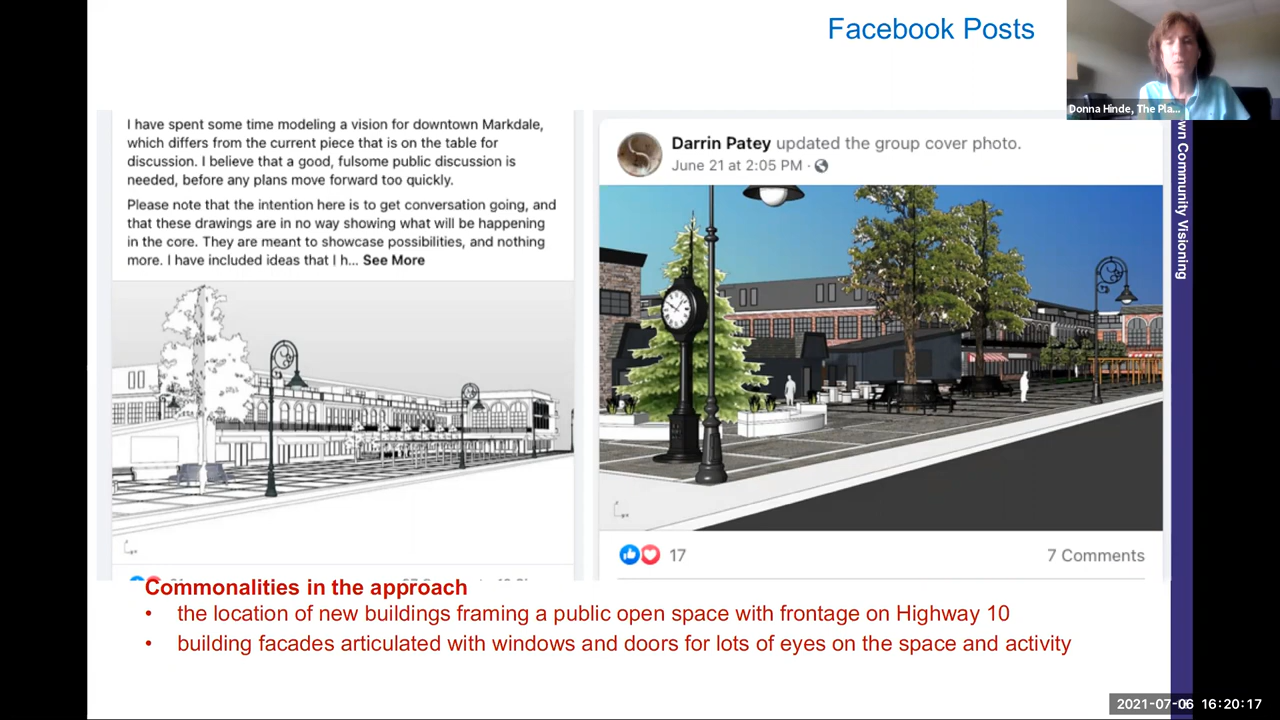 Facebook Posts
Donna Hinde, The Pla...
I have spent some time modeling a vision for downtown Markdale,
which differs from the current piece that is on the table for
discussion. I believe that a good, fulsome public discussion is
needed, before any plans move forward too quickly.
Please note that the intention here is to get conversation going, and
that these drawings are in no way showing what will be happening
in the core. They are meant to showcase possibilities, and nothing
more. I have included ideas that I h... See More
Darrin Patey updated the group cover photo.
June 21 at 2:05 PM ·
17
7 Comments
wn Community Visioning
Commonalities in the approach
• the location of new buildings framing a public open space with frontage on Highway 10
• building facades articulated with windows and doors for lots of eyes on the space and activity
2021-07-06 16:20:17